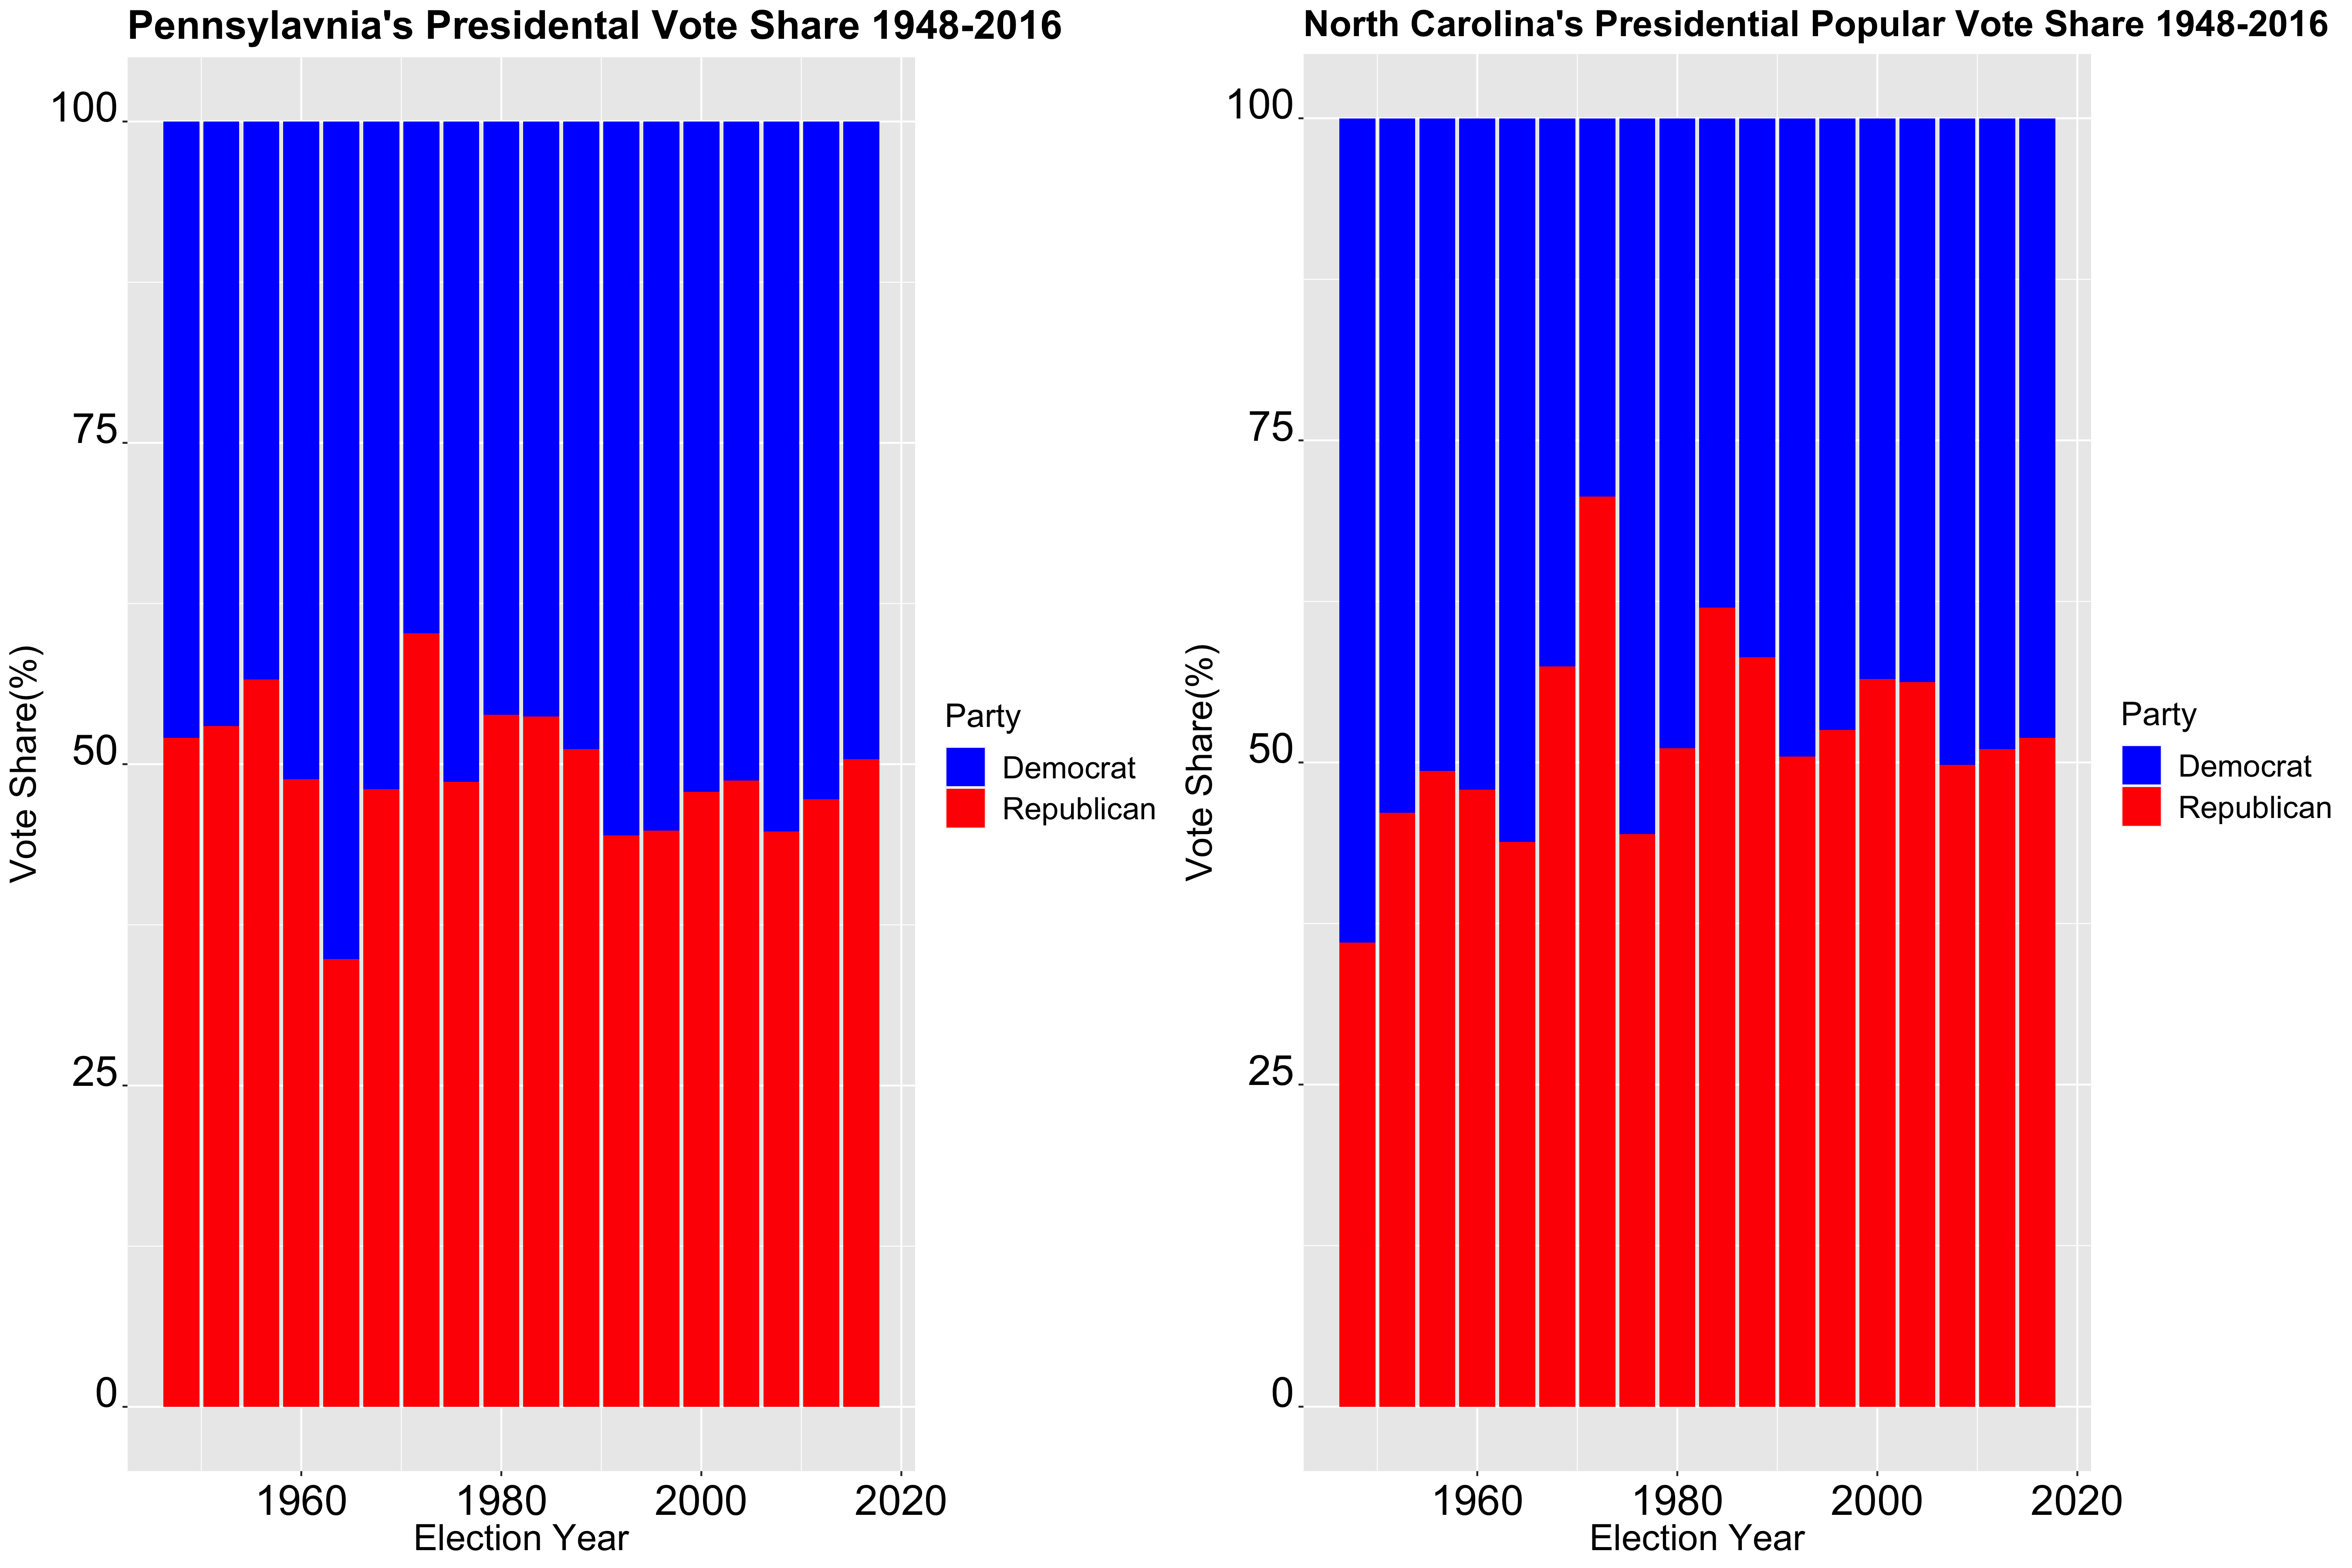 Pennsylavnia's Presidental Vote Share 1948-2016
100
75
50
25
0
Vote Share(%)
1960 1980 2000 2020
Election Year
Party
Democrat
Republican
North Carolina's Presidential Popular Vote Share 1948-2016
100
75
50
25
0
Vote Share(%)
1960 1980 2000 2020
Election Year
Party
Democrat
Republican